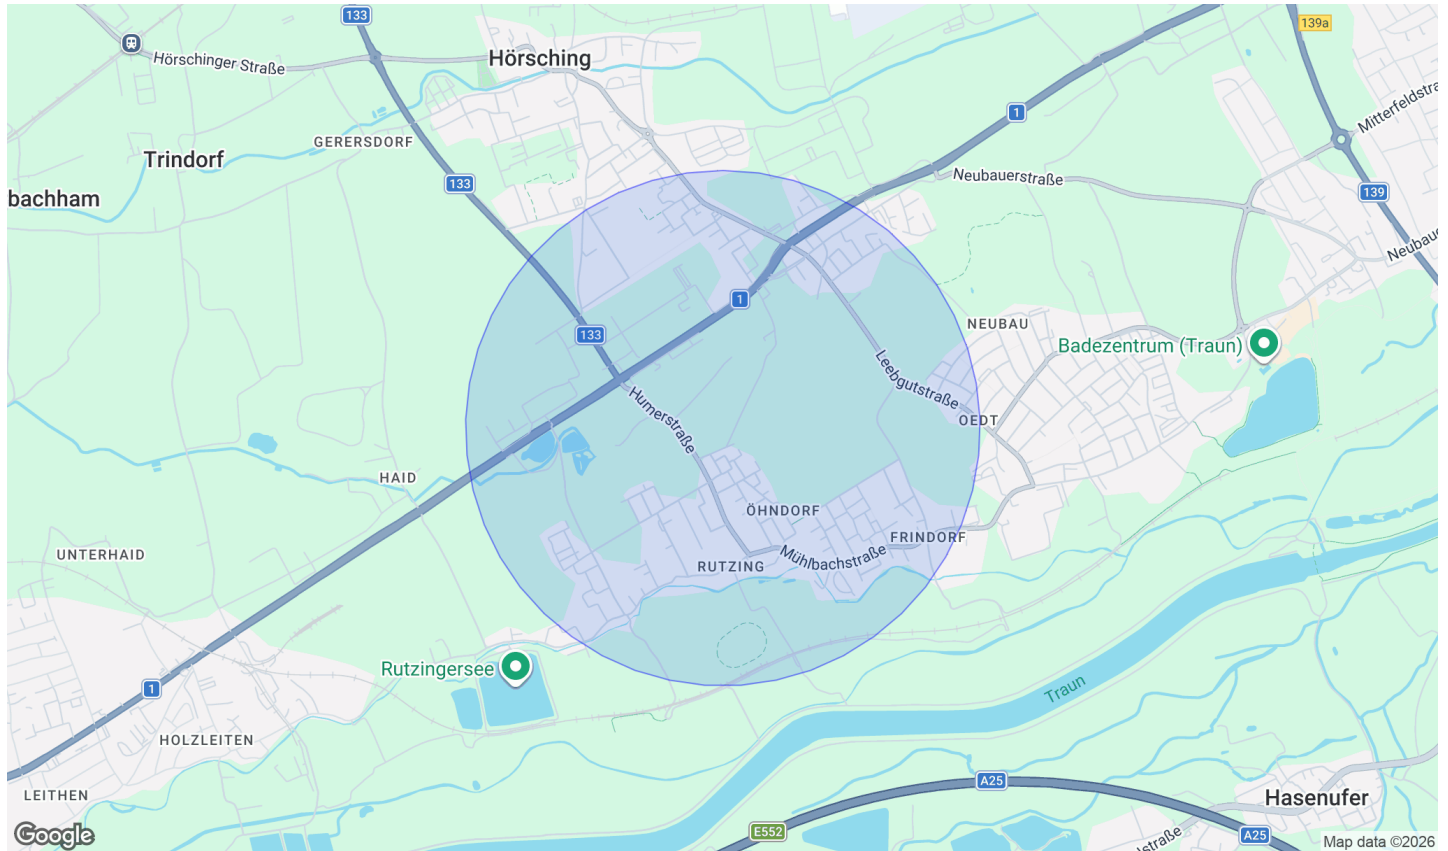 133
139a
Hörschinger Straße
Hörsching
1
Mitterfeldstra
GERERSDORF
Trindorf
133
Neubauerstraße
139
bachham
Neubaue
1
NEUBAU
133
Badezentrum (Traun)
Leebgutstraße
Humerstraße
OEDT
HAID
ÖHNDORF
FRINDORF
UNTERHAID
Mühlbachstraße
RUTZING
Rutzingersee
1
Traun
HOLZLEITEN
A25
LEITHEN
Hasenufer
E552
A25
lstraße
Google
Map data ©2026